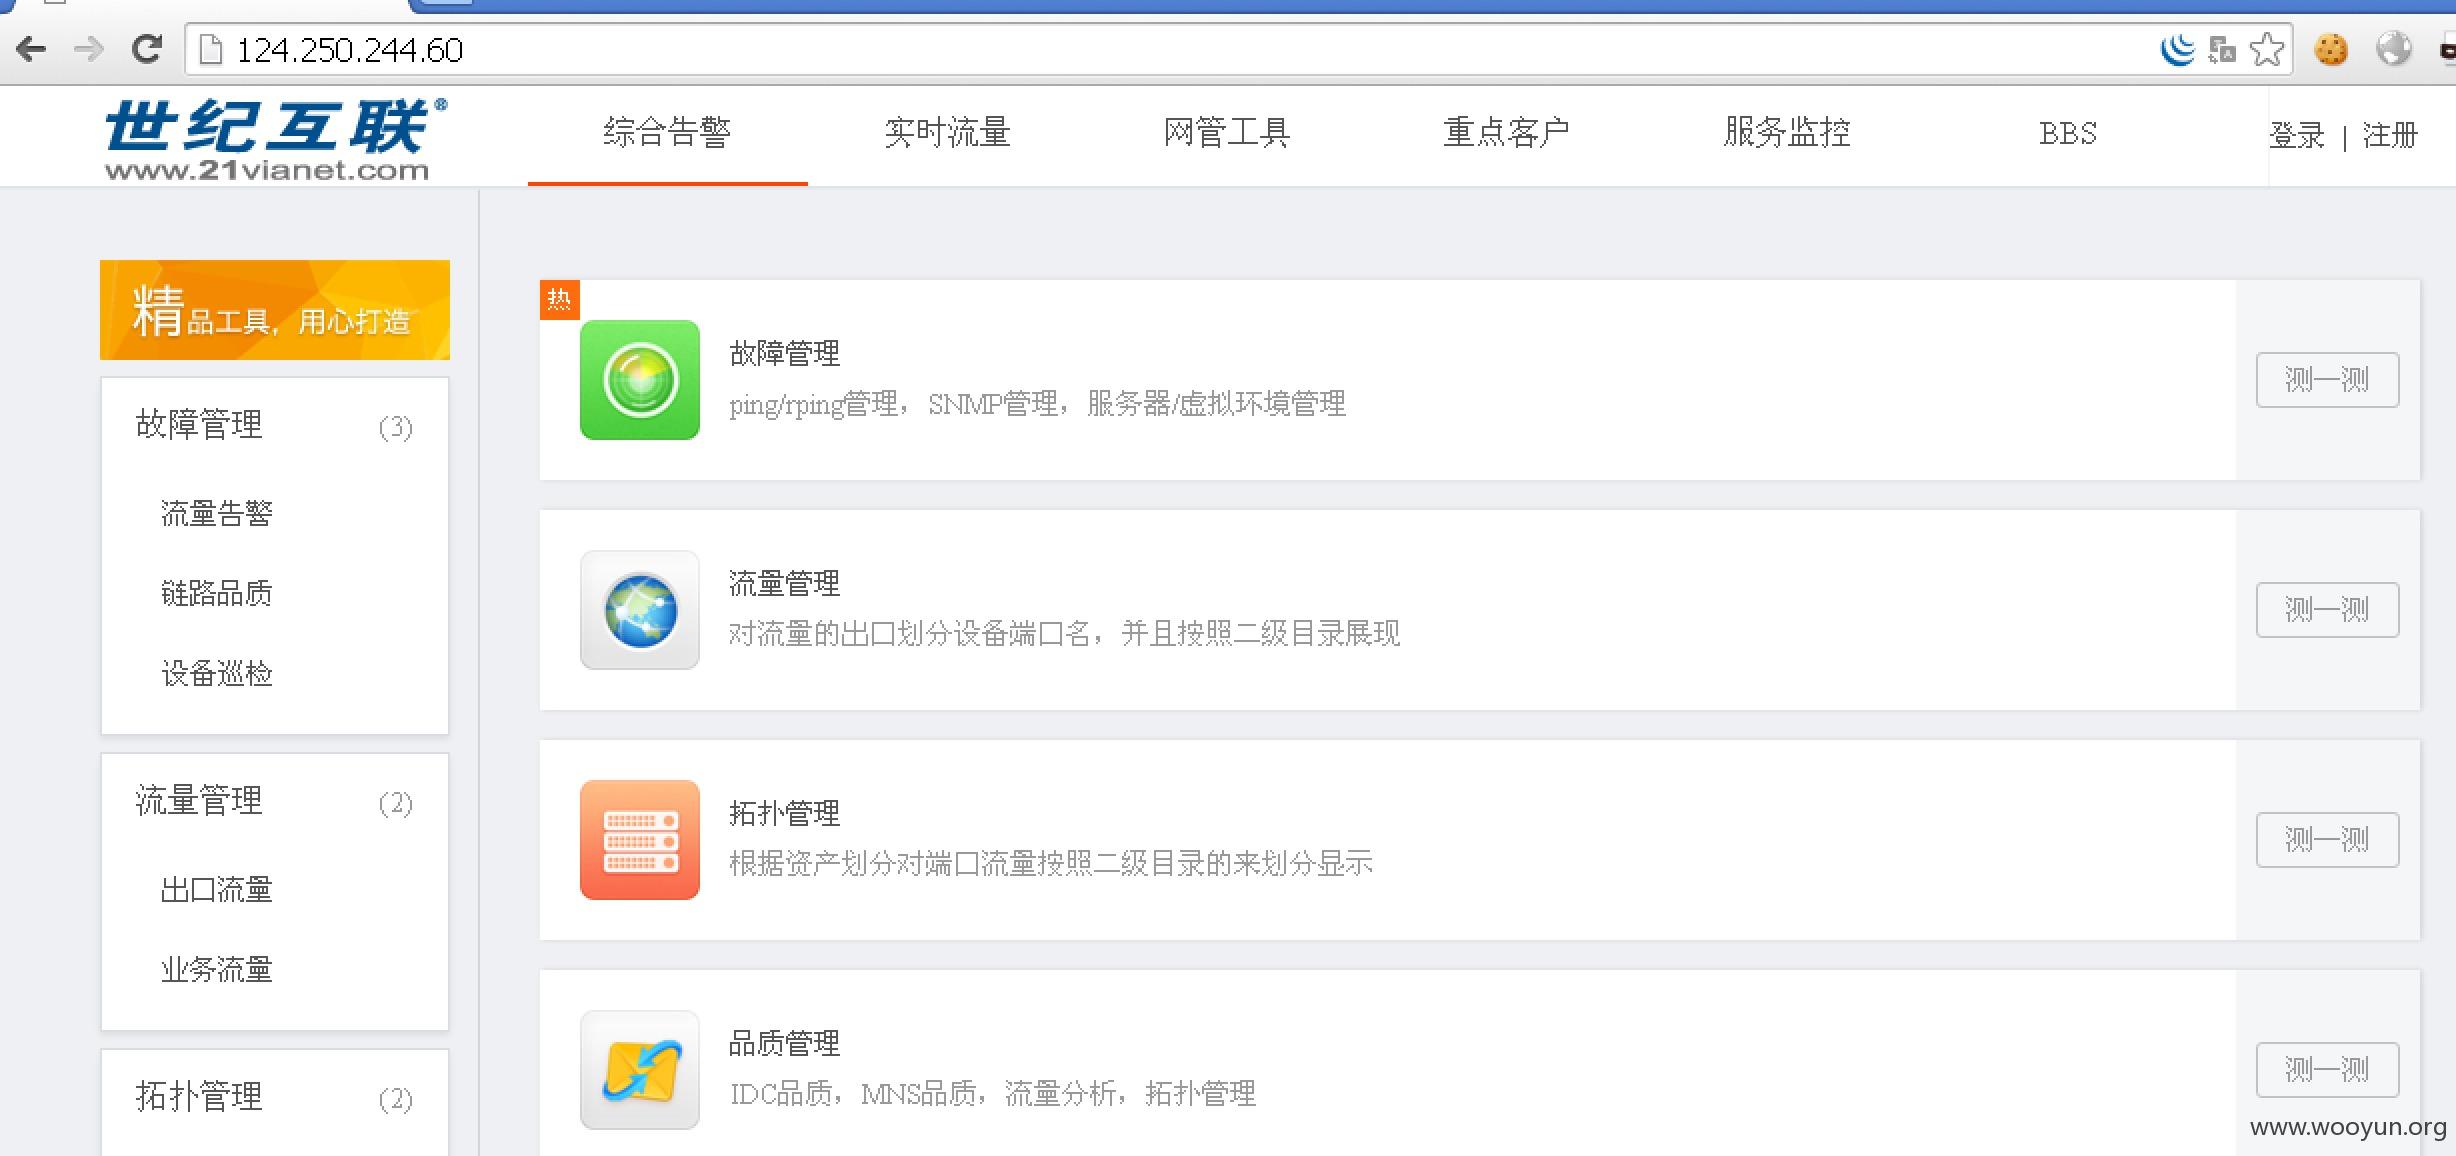 124.250.244.60
世纪互联®
www.21vianet.com
综合告警 实时流量 网管工具 重点客户 服务监控 BBS 登录 | 注册
精品工具，用心打造
故障管理 (3)
流量告警
链路品质
设备巡检
流量管理 (2)
出口流量
业务流量
拓扑管理 (2)
热
故障管理
ping/rping管理，SNMP管理，服务器/虚拟环境管理
测一测
流量管理
对流量的出口划分设备端口名，并且按照二级目录展现
测一测
拓扑管理
根据资产划分对端口流量按照二级目录的来划分显示
测一测
品质管理
IDC品质，MNS品质，流量分析，拓扑管理
测一测
www.wooyun.org